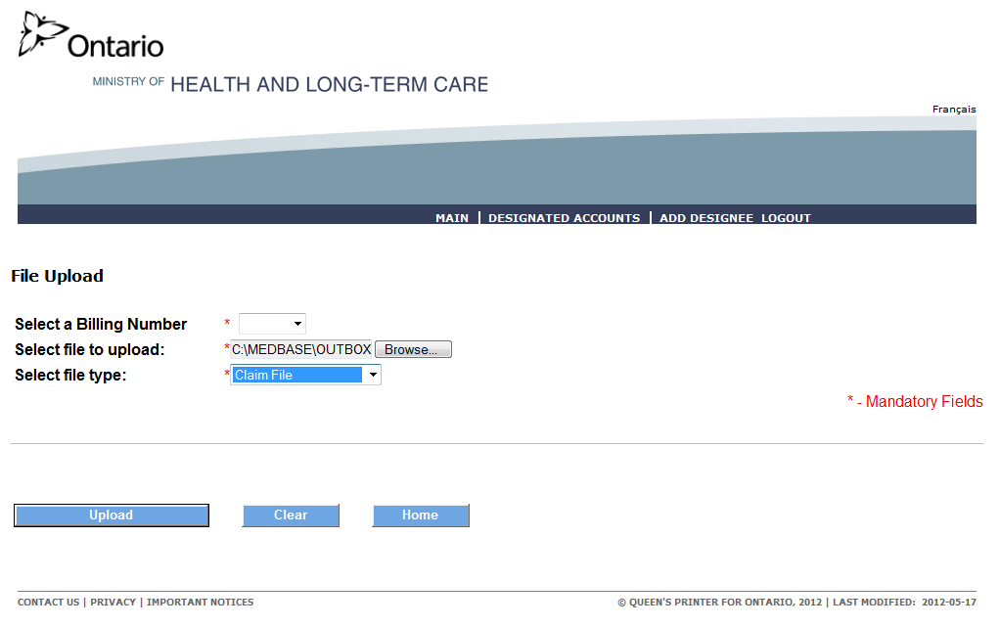 Ontario
MINISTRY OF HEALTH AND LONG-TERM CARE
Français
MAIN | DESIGNATED ACCOUNTS | ADD DESIGNEE LOGOUT
File Upload
Select a Billing Number *
Select file to upload: * C:\MEDBASE\OUTBOX Browse...
Select file type: * Claim File
* - Mandatory Fields
Upload Clear Home
CONTACT US | PRIVACY | IMPORTANT NOTICES © QUEEN'S PRINTER FOR ONTARIO, 2012 | LAST MODIFIED: 2012-05-17